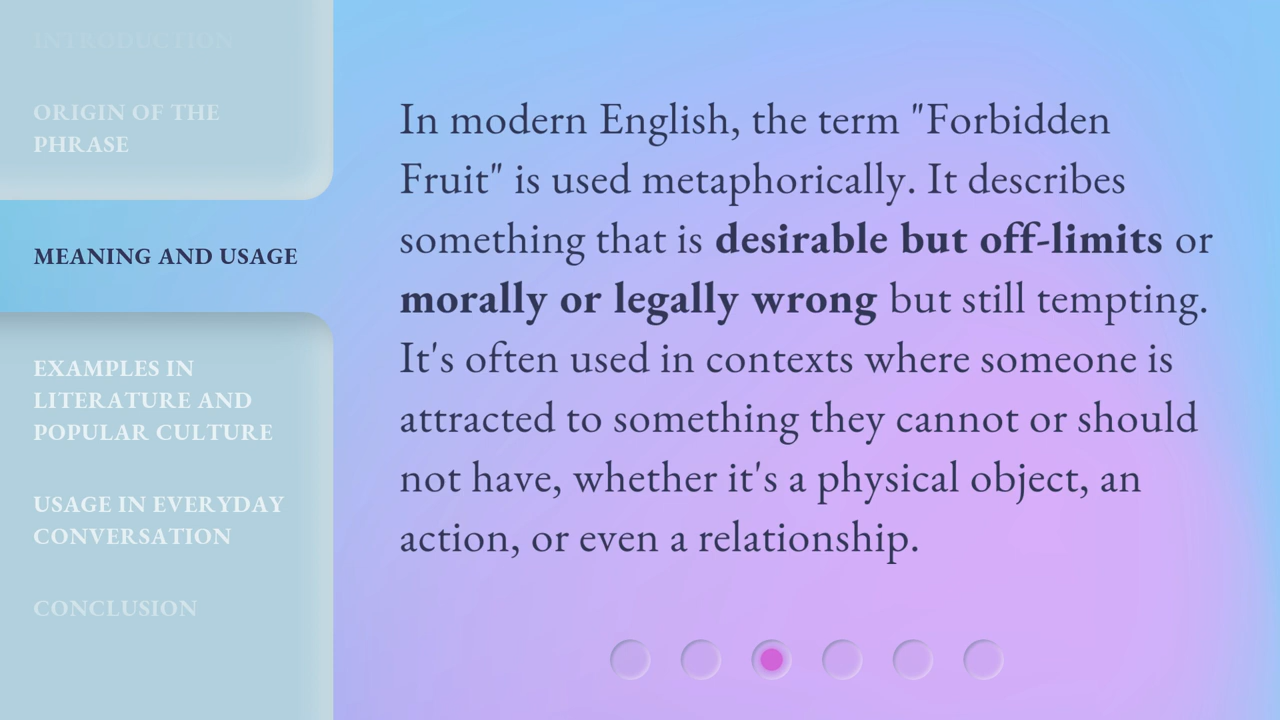 INTRODUCTION
ORIGIN OF THE
PHRASE
MEANING AND USAGE
EXAMPLES IN
LITERATURE AND
POPULAR CULTURE
USAGE IN EVERYDAY
CONVERSATION
CONCLUSION
In modern English, the term "Forbidden
Fruit" is used metaphorically. It describes
something that is desirable but off-limits or
morally or legally wrong but still tempting.
It's often used in contexts where someone is
attracted to something they cannot or should
not have, whether it's a physical object, an
action, or even a relationship.